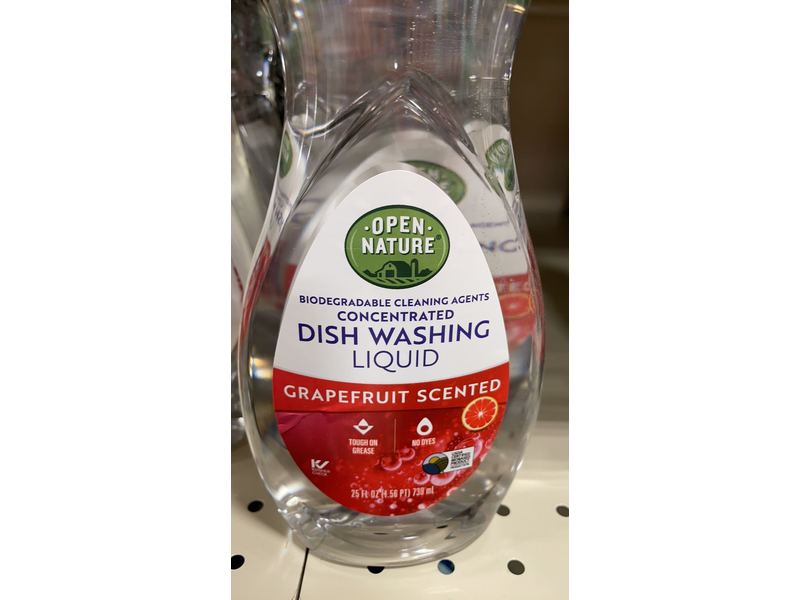 ·OPEN·
NATURE®
BIODEGRADABLE CLEANING AGENTS
CONCENTRATED
DISH WASHING
LIQUID
GRAPEFRUIT SCENTED
TOUGH ON
GREASE
NO DYES
25 FL OZ (1.56 PT) 739 mL